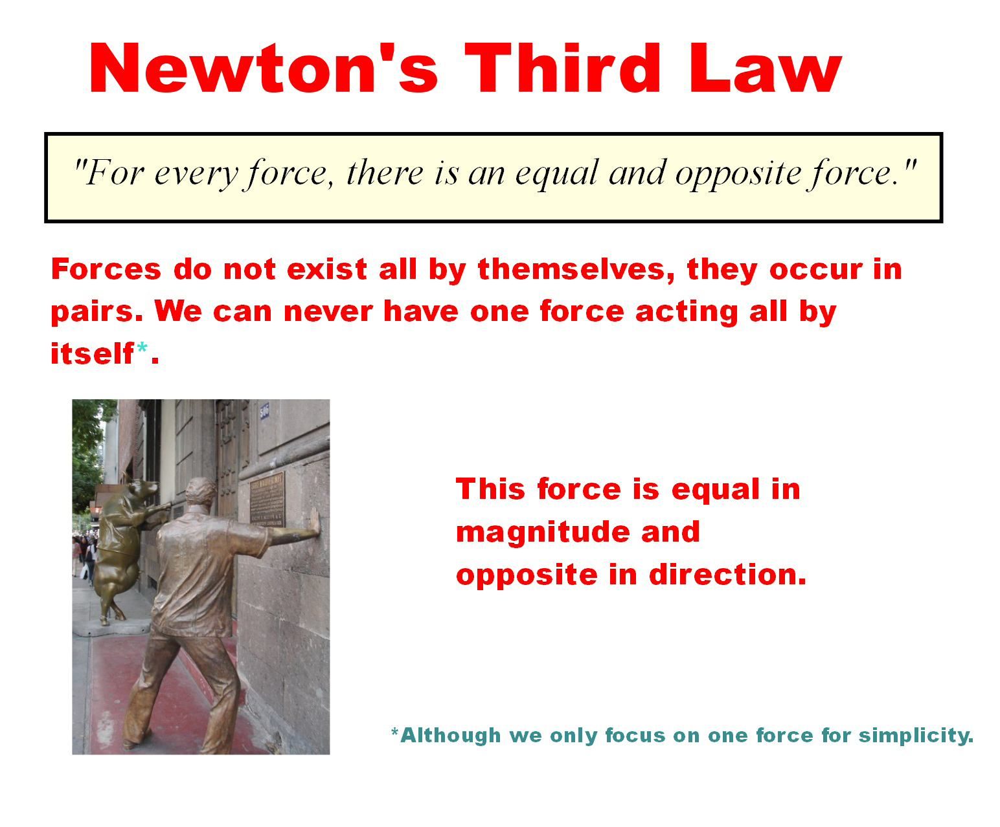 Newton's Third Law
"For every force, there is an equal and opposite force."
Forces do not exist all by themselves, they occur in
pairs. We can never have one force acting all by
itself*.
This force is equal in
magnitude and
opposite in direction.
*Although we only focus on one force for simplicity.